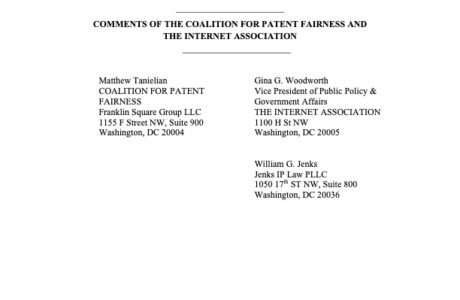 COMMENTS OF THE COALITION FOR PATENT FAIRNESS AND
THE INTERNET ASSOCIATION
Matthew Tanielian
COALITION FOR PATENT
FAIRNESS
Franklin Square Group LLC
1155 F Street NW, Suite 900
Washington, DC 20004
Gina G. Woodworth
Vice President of Public Policy &
Government Affairs
THE INTERNET ASSOCIATION
1100 H St NW
Washington, DC 20005
William G. Jenks
Jenks IP Law PLLC
1050 17th ST NW, Suite 800
Washington, DC 20036